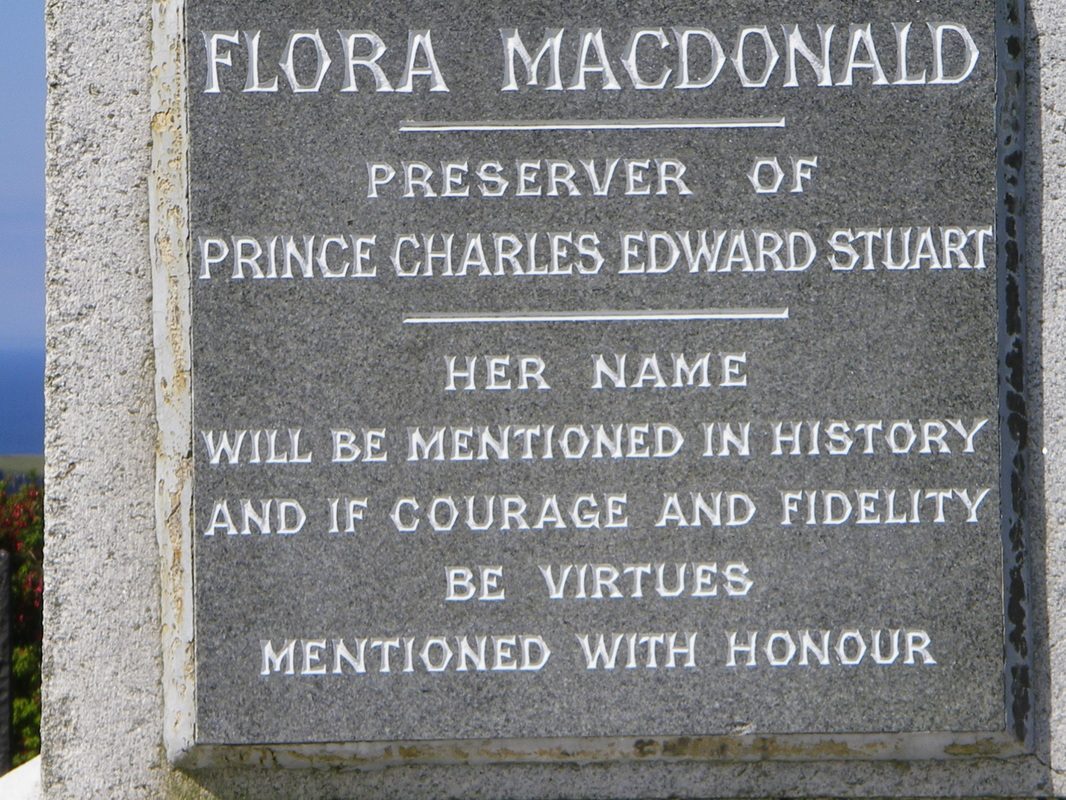 FLORA MACDONALD
PRESERVER OF
PRINCE CHARLES EDWARD STUART
HER NAME
WILL BE MENTIONED IN HISTORY
AND IF COURAGE AND FIDELITY
BE VIRTUES
MENTIONED WITH HONOUR